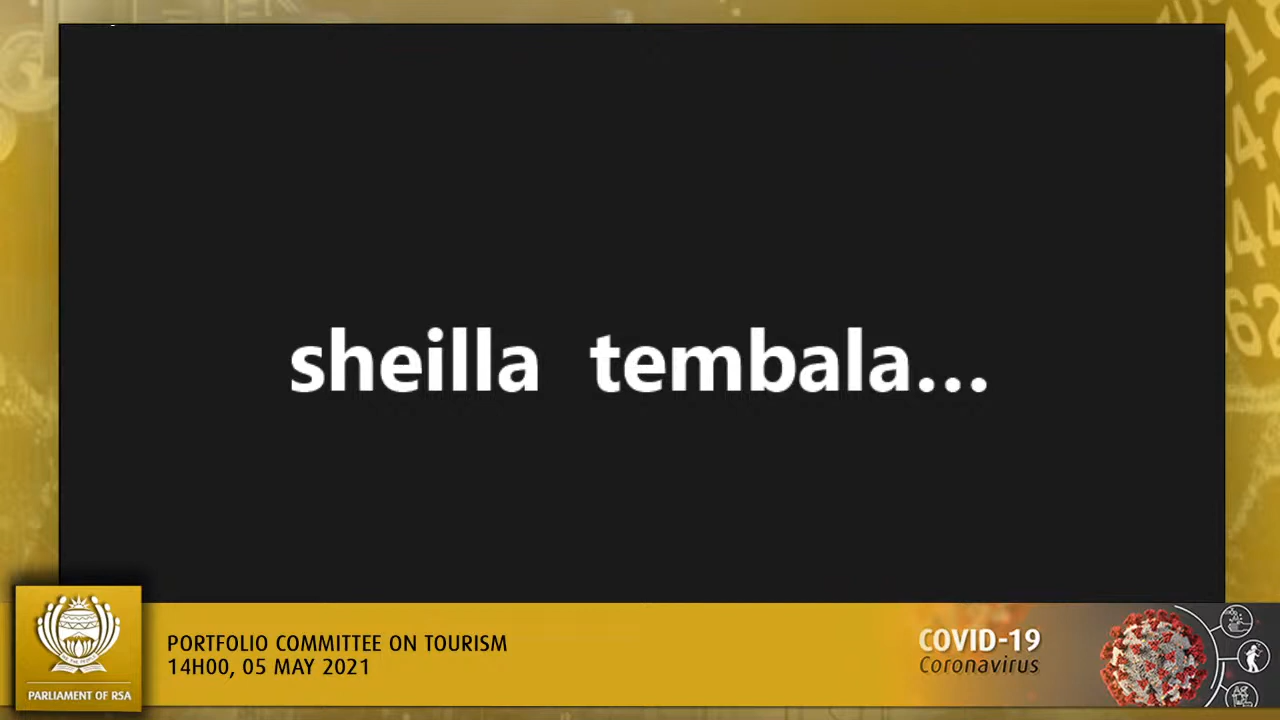 sheilla tembala...
PORTFOLIO COMMITTEE ON TOURISM
14H00, 05 MAY 2021
COVID-19
Coronavirus
PARLIAMENT OF RSA